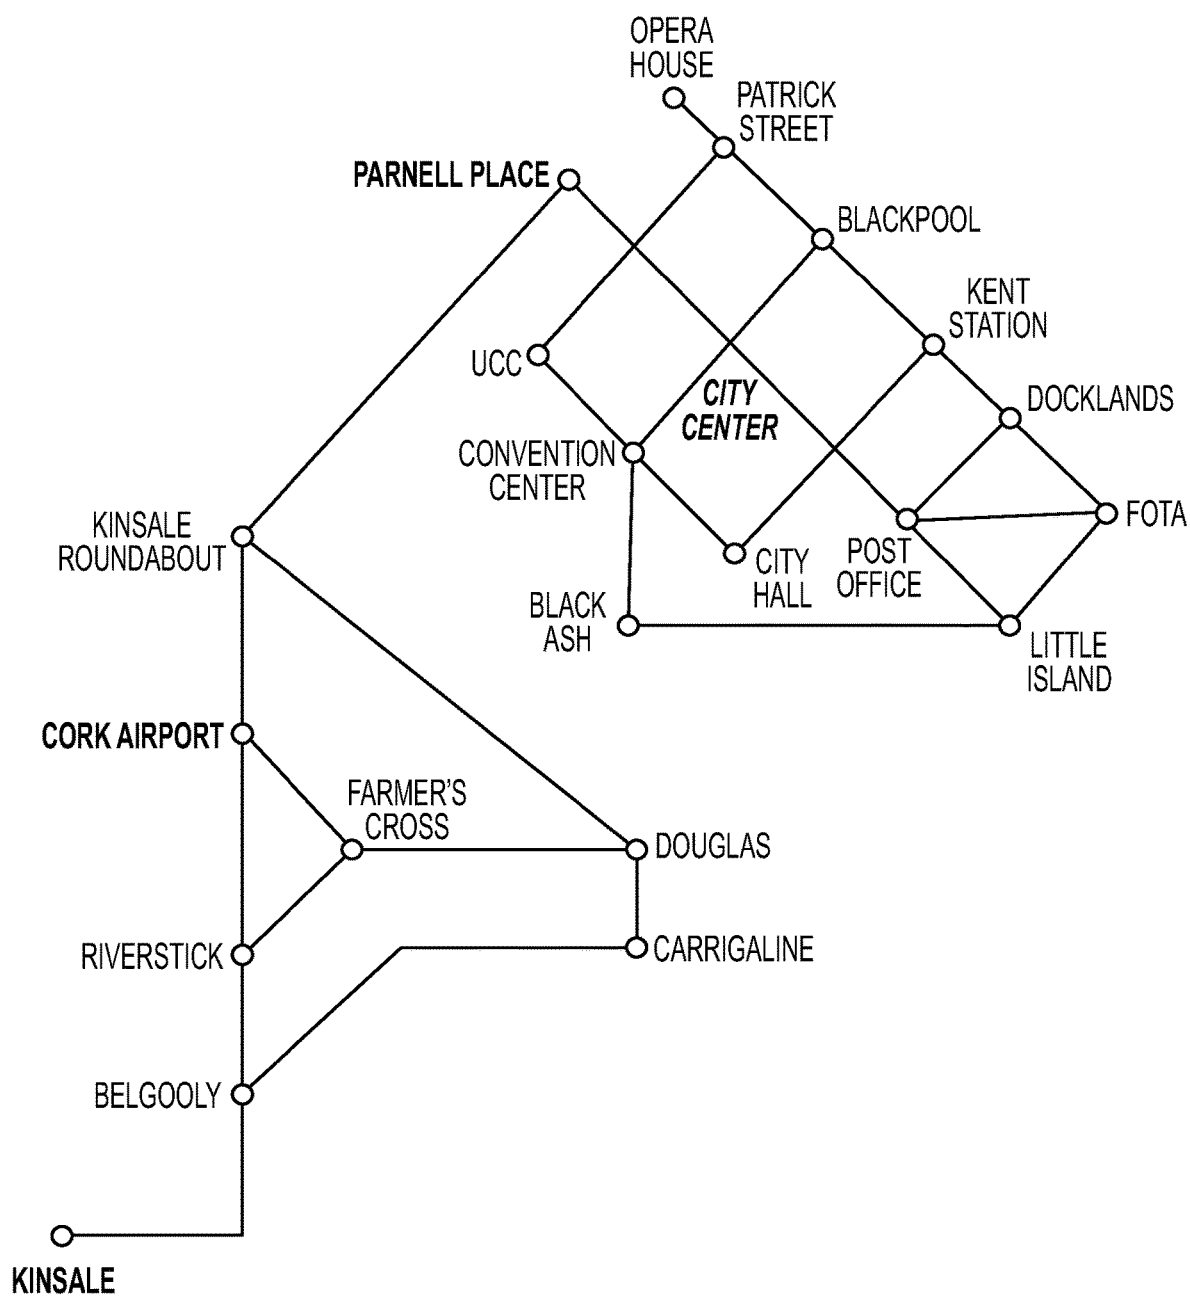 OPERA
HOUSE
PATRICK
STREET
PARNELL PLACE
BLACKPOOL
KENT
STATION
UCC
CITY
CENTER
DOCKLANDS
CONVENTION
CENTER
KINSALE
ROUNDABOUT
FOTA
POST
OFFICE
CITY
HALL
BLACK
ASH
LITTLE
ISLAND
CORK AIRPORT
FARMER'S
CROSS
DOUGLAS
RIVERSTICK
CARRIGALINE
BELGOOLY
KINSALE